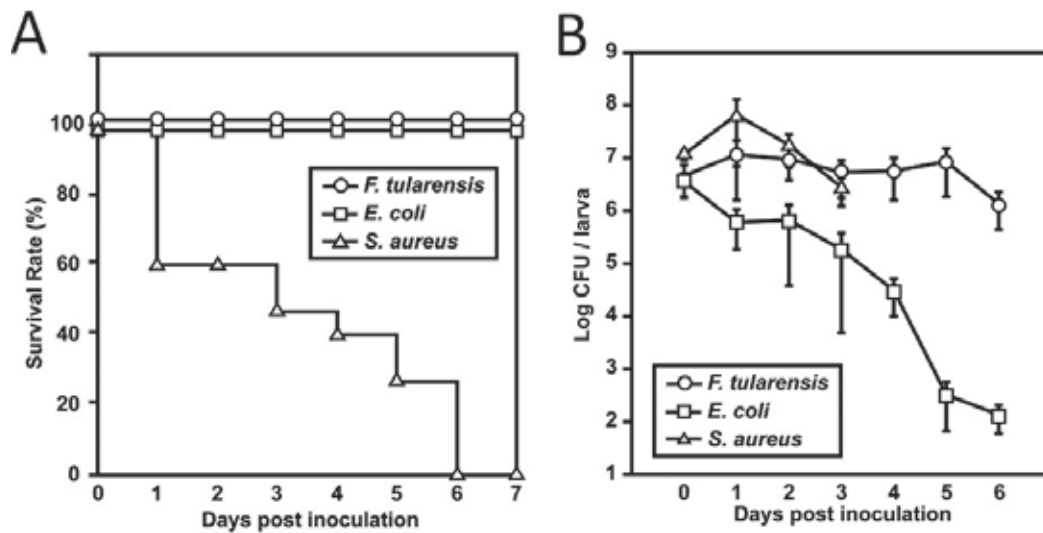 A
Survival Rate (%)
100
80
60
40
20
0
F. tularensis
E. coli
S. aureus
0 1 2 3 4 5 6 7
Days post inoculation
B
Log CFU / larva
9
8
7
6
5
4
3
2
1
F. tularensis
E. coli
S. aureus
0 1 2 3 4 5 6
Days post inoculation